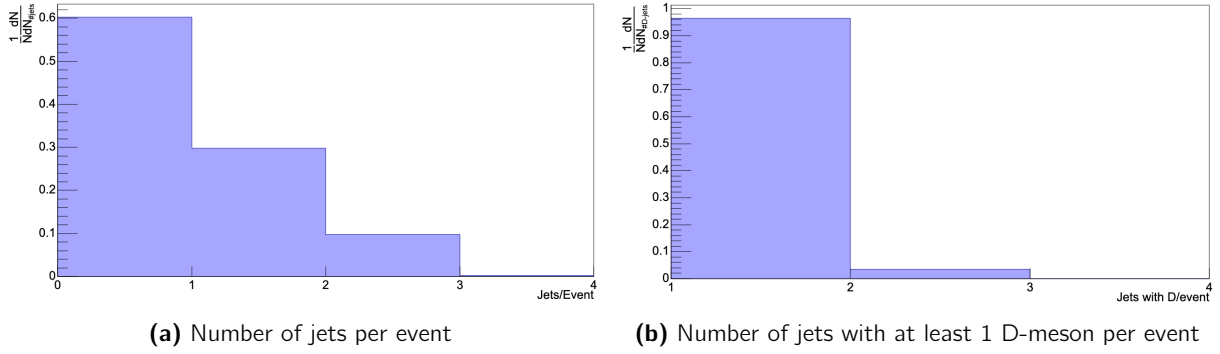 1 dN
NdN#jets
0.6
0.5
0.4
0.3
0.2
0.1
0
0 1 2 3 4
Jets/Event
(a) Number of jets per event
1 dN
NdN#D-jets
1
0.9
0.8
0.7
0.6
0.5
0.4
0.3
0.2
0.1
0
1 2 3 4
Jets with D/event
(b) Number of jets with at least 1 D-meson per event